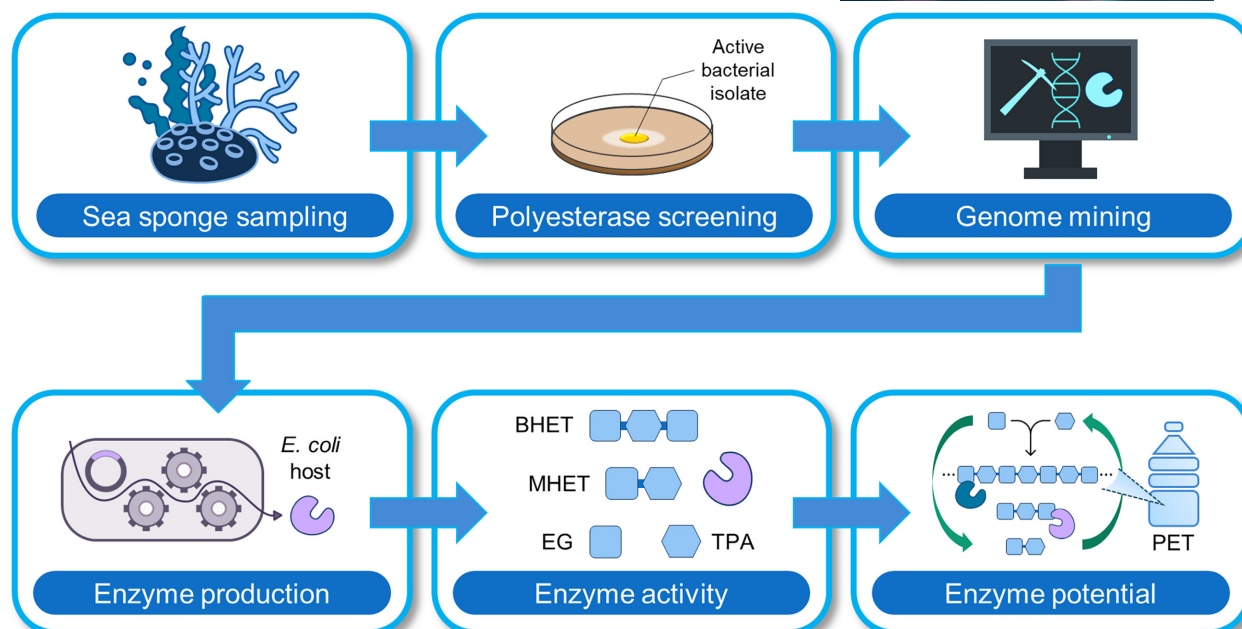 Active
bacterial
isolate
Sea sponge sampling
Polyesterase screening
Genome mining
E. coli
host
Enzyme production
BHET
MHET
EG
TPA
Enzyme activity
...
...
PET
Enzyme potential